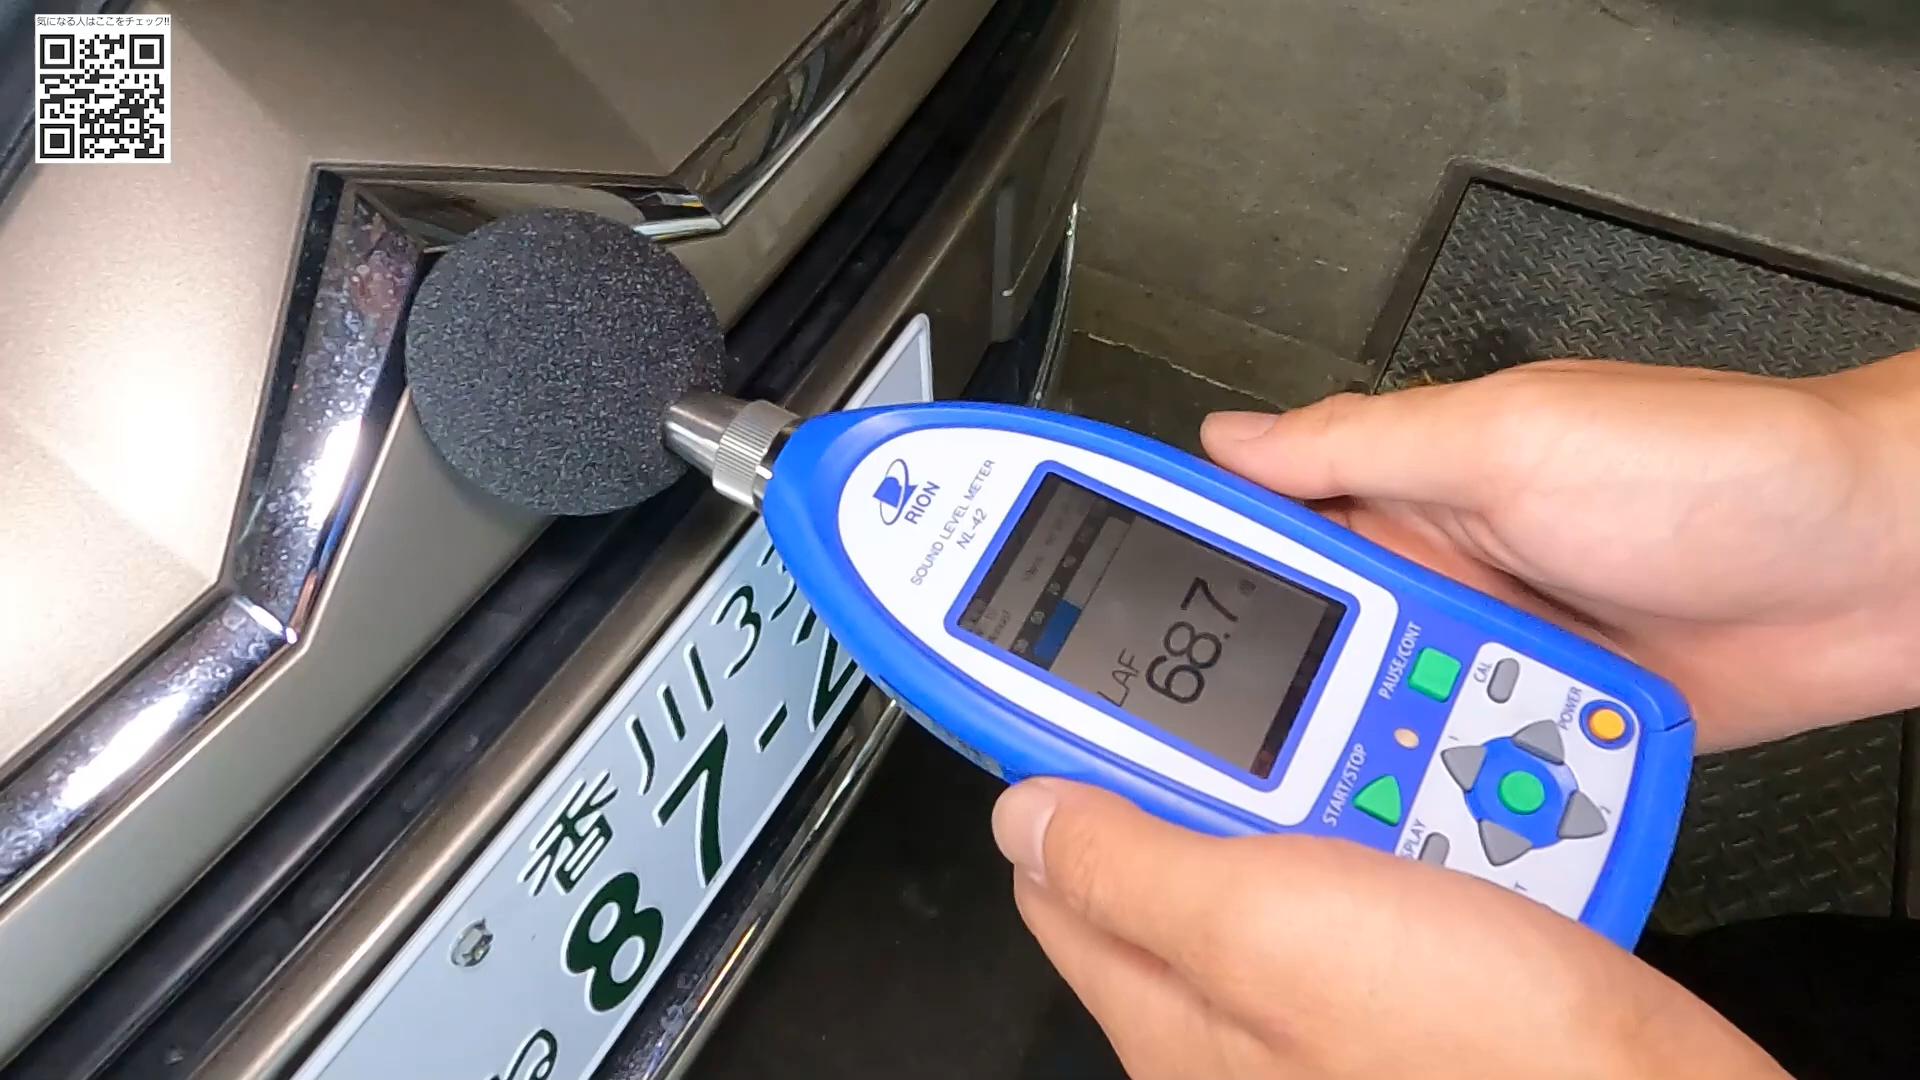 気になる人はここをチェック!!
RION
SOUND LEVEL METER
NL-42
LAF
68.7
PAUSE/CONT
CAL
START/STOP
POWER
香川 33
87-2